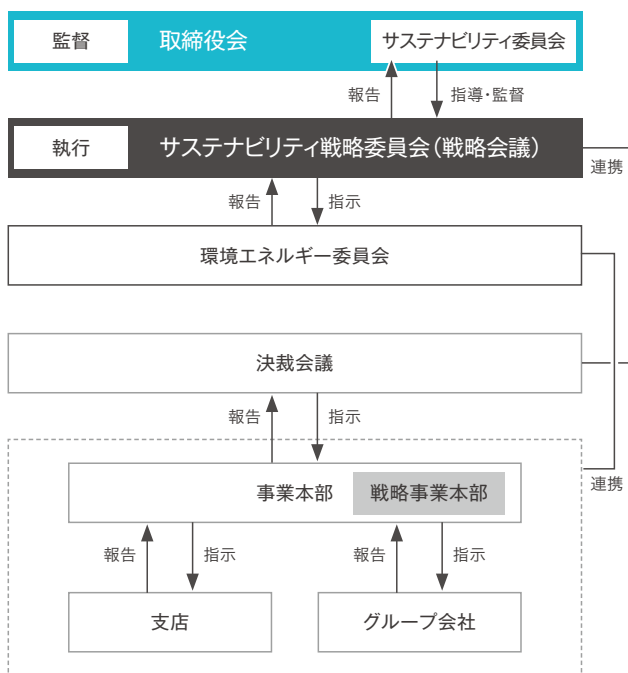 監督 取締役会 サステナビリティ委員会
報告 指導・監督
執行 サステナビリティ戦略委員会（戦略会議）
連携
報告 指示
環境エネルギー委員会
決裁会議
報告 指示
事業本部 戦略事業本部
連携
報告 指示 報告 指示
支店 グループ会社